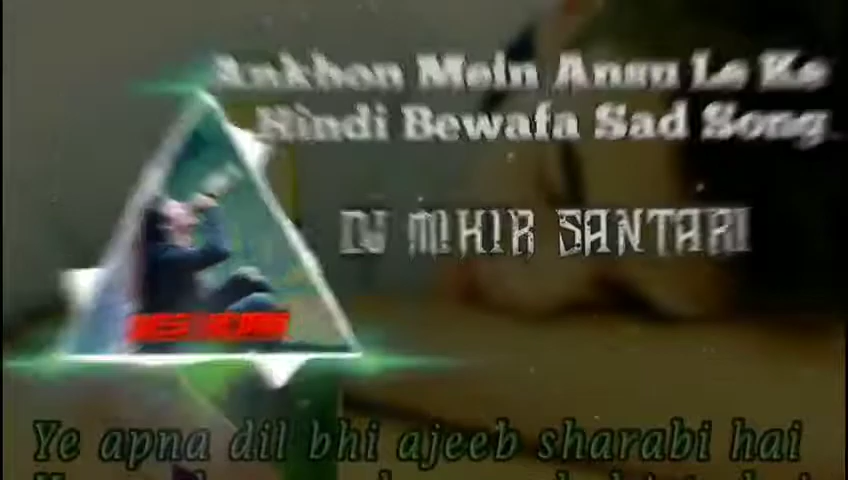 Ankhon Mein Ansu Le Ke
Hindi Bewafa Sad Song
DJ MIHIR SANTARI
Ye apna dil bhi ajeeb sharabi hai